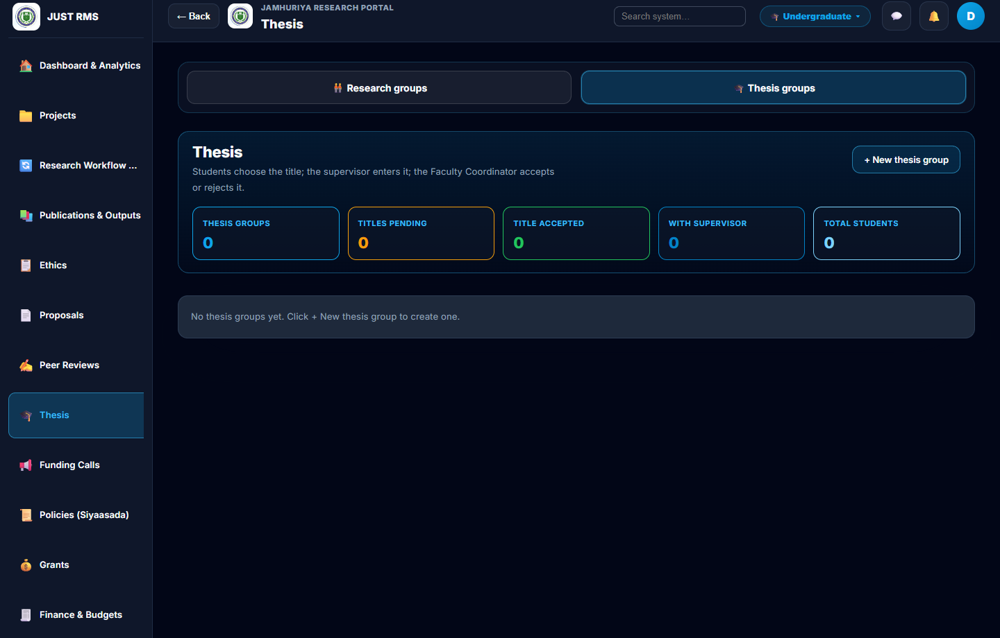 JUST RMS
Dashboard & Analytics
Projects
Research Workflow ...
Publications & Outputs
Ethics
Proposals
Peer Reviews
Thesis
Funding Calls
Policies (Siyaasada)
Grants
Finance & Budgets
← Back
JAMHURIYA RESEARCH PORTAL
Thesis
Search system...
Undergraduate
D
Research groups
Thesis groups
Thesis
Students choose the title; the supervisor enters it; the Faculty Coordinator accepts
or rejects it.
+ New thesis group
THESIS GROUPS
0
TITLES PENDING
0
TITLE ACCEPTED
0
WITH SUPERVISOR
0
TOTAL STUDENTS
0
No thesis groups yet. Click + New thesis group to create one.